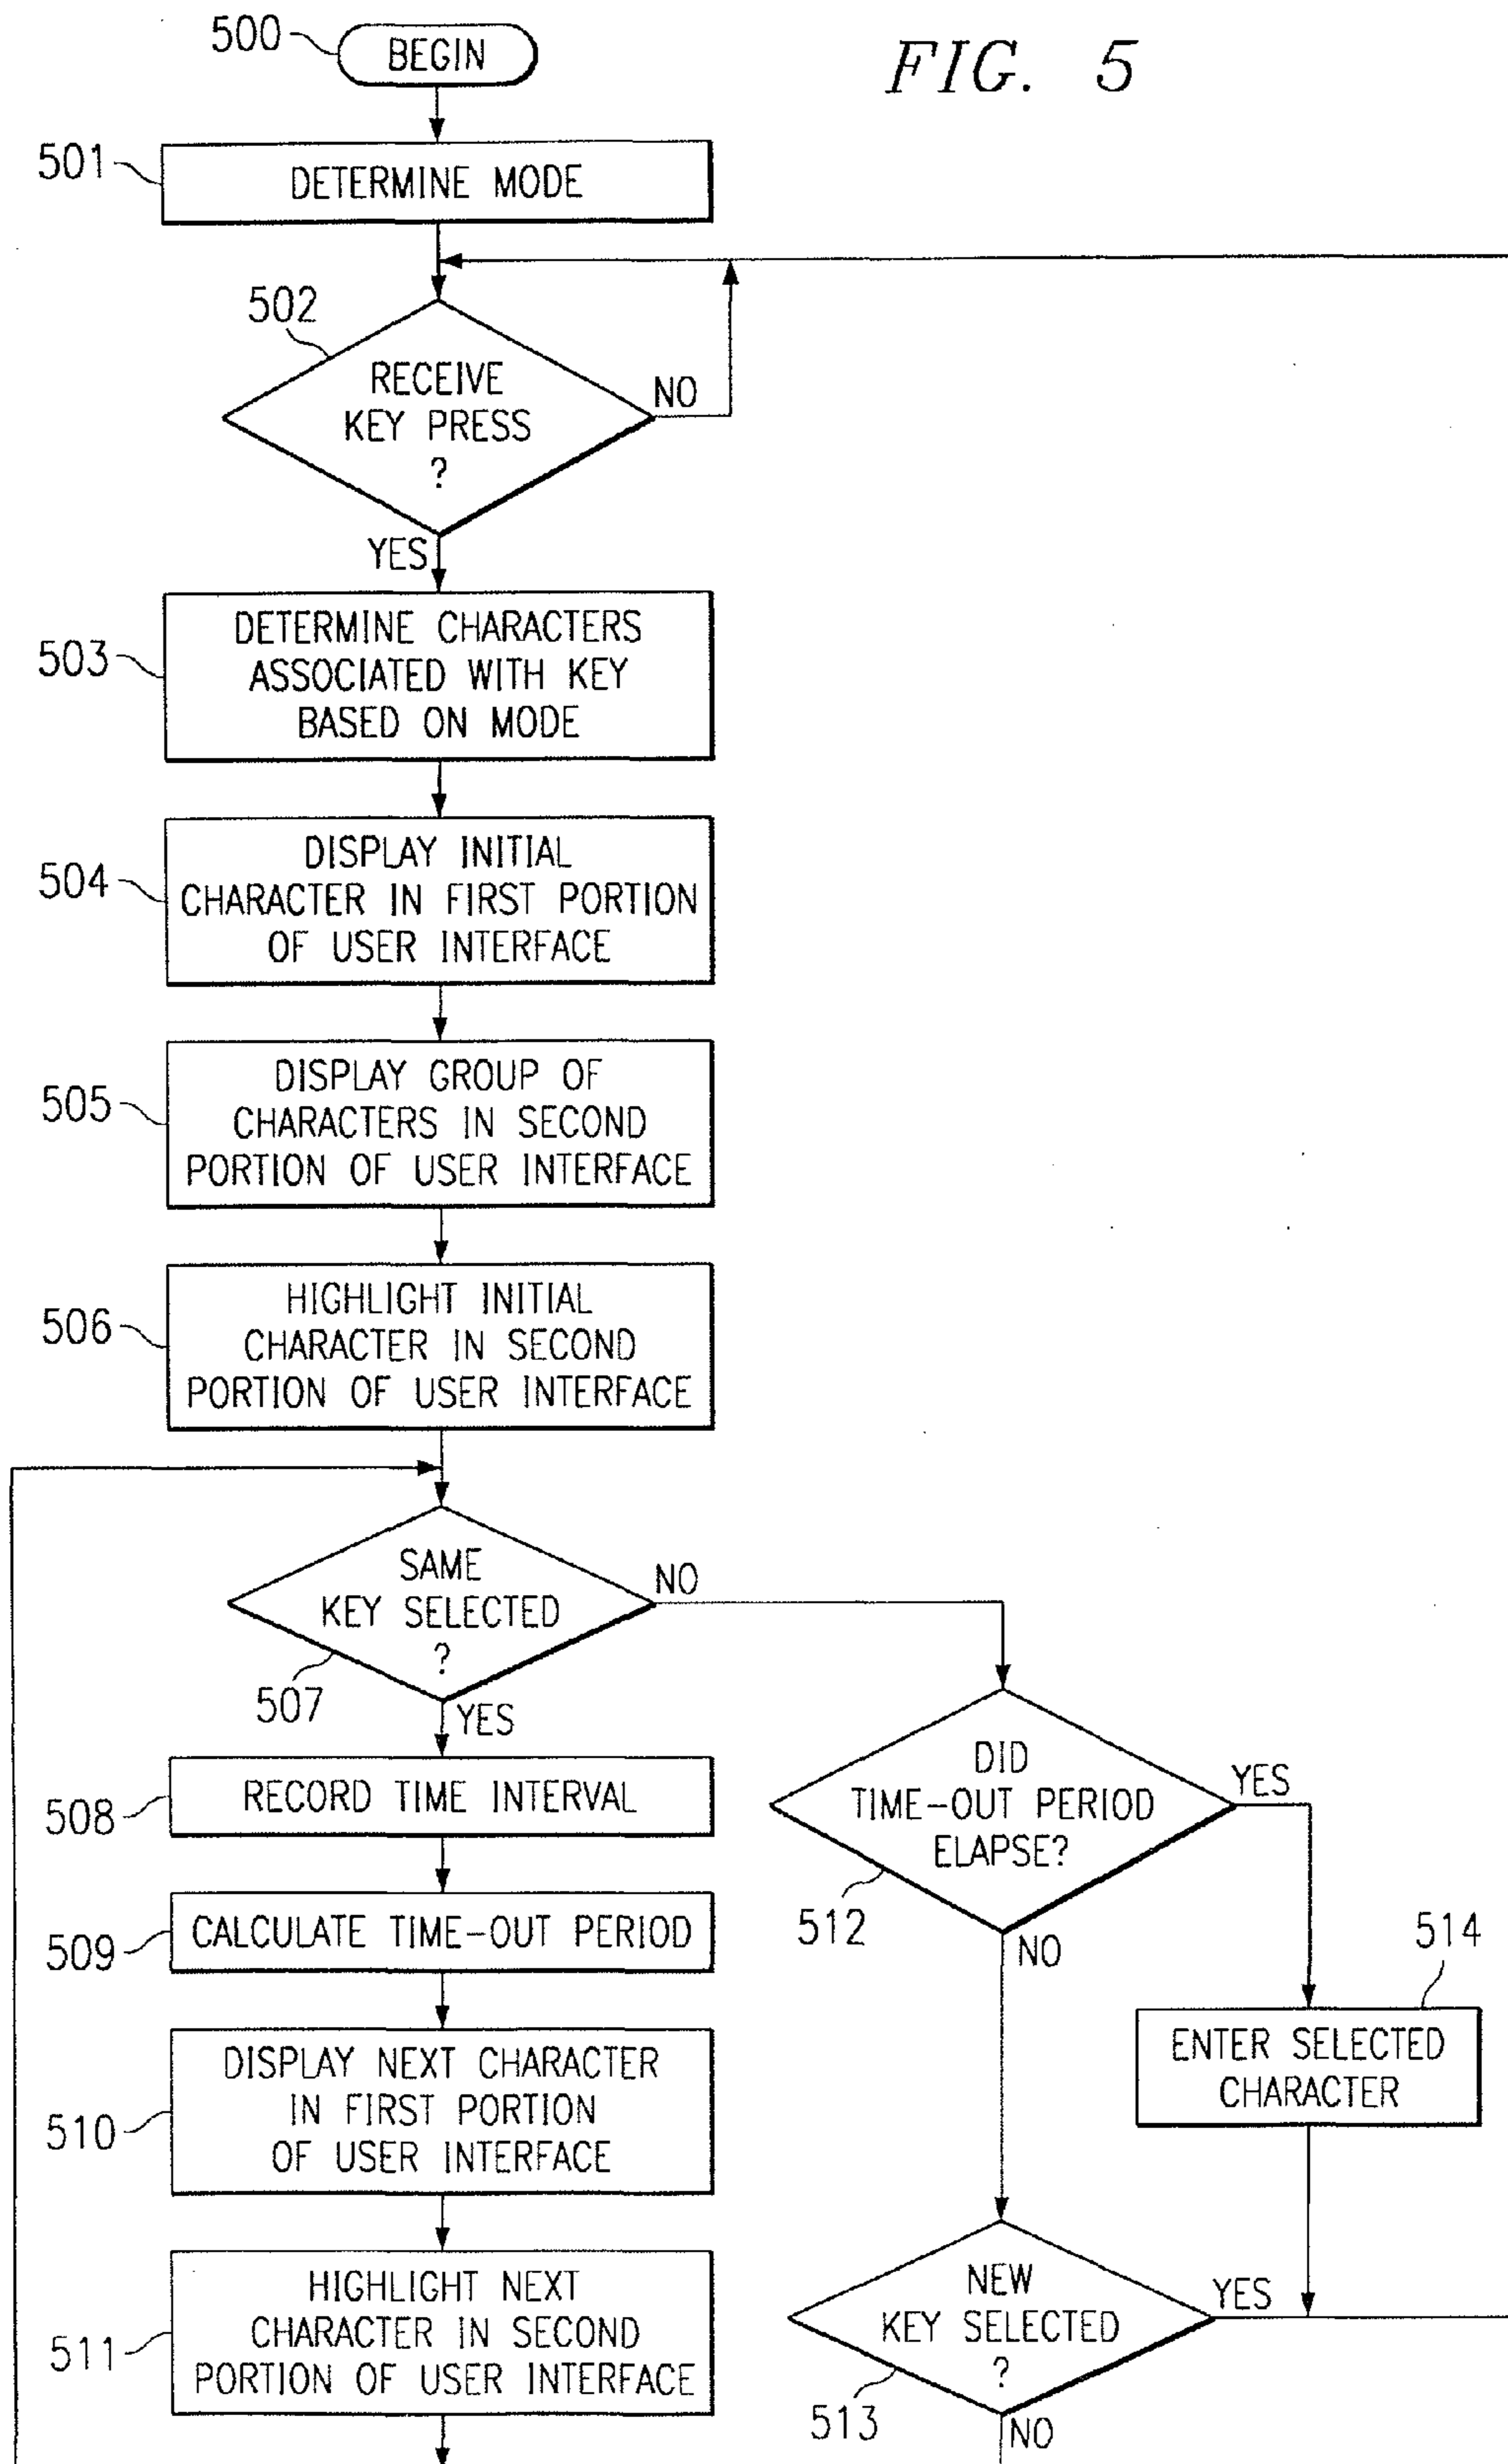 FIG. 5
500
BEGIN
501
DETERMINE MODE
502
RECEIVE
KEY PRESS
?
NO
YES
503
DETERMINE CHARACTERS
ASSOCIATED WITH KEY
BASED ON MODE
504
DISPLAY INITIAL
CHARACTER IN FIRST PORTION
OF USER INTERFACE
505
DISPLAY GROUP OF
CHARACTERS IN SECOND
PORTION OF USER INTERFACE
506
HIGHLIGHT INITIAL
CHARACTER IN SECOND
PORTION OF USER INTERFACE
SAME
KEY SELECTED
?
NO
507
YES
508
RECORD TIME INTERVAL
509
CALCULATE TIME-OUT PERIOD
510
DISPLAY NEXT CHARACTER
IN FIRST PORTION
OF USER INTERFACE
511
HIGHLIGHT NEXT
CHARACTER IN SECOND
PORTION OF USER INTERFACE
DID
TIME-OUT PERIOD
ELAPSE?
YES
512
NO
514
ENTER SELECTED
CHARACTER
NEW
KEY SELECTED
?
YES
513
NO